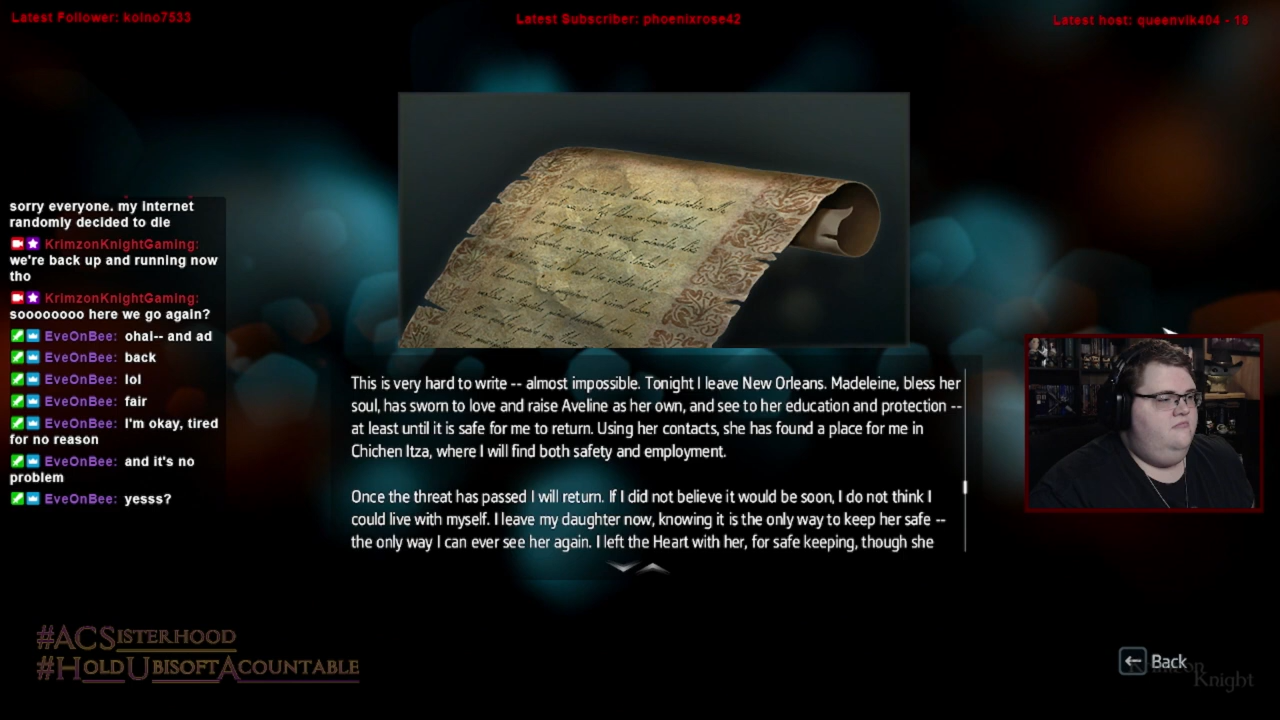 Latest Follower: kolno7533
Latest Subscriber: phoenixrose42
Latest host: queenvik404 - 18
sorry everyone. my internet
randomly decided to die
KrimzonKnightGaming:
we're back up and running now
tho
KrimzonKnightGaming:
soooooooo here we go again?
EveOnBee: ohai-- and ad
EveOnBee: back
EveOnBee: lol
EveOnBee: fair
EveOnBee: I'm okay, tired
for no reason
EveOnBee: and it's no
problem
EveOnBee: yesss?
This is very hard to write -- almost impossible. Tonight I leave New Orleans. Madeleine, bless her
soul, has sworn to love and raise Aveline as her own, and see to her education and protection --
at least until it is safe for me to return. Using her contacts, she has found a place for me in
Chichen Itza, where I will find both safety and employment.
Once the threat has passed I will return. If I did not believe it would be soon, I do not think I
could live with myself. I leave my daughter now, knowing it is the only way to keep her safe --
the only way I can ever see her again. I left the Heart with her, for safe keeping, though she
#ACSisterhood
#HoldUbisoftAcountable
Back
Knight